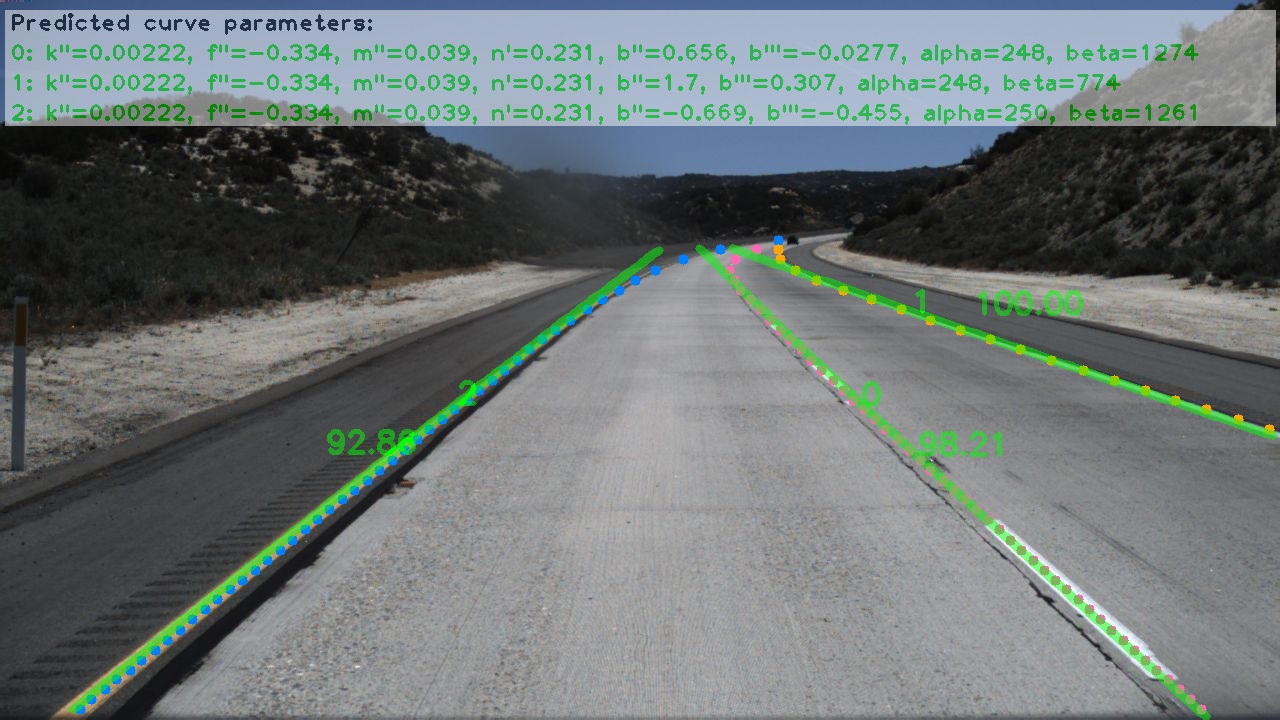 Predicted curve parameters:
0: k''=0.00222, f''=-0.334, m''=0.039, n'=0.231, b''=0.656, b'''=-0.0277, alpha=248, beta=1274
1: k''=0.00222, f''=-0.334, m''=0.039, n'=0.231, b''=1.7, b'''=0.307, alpha=248, beta=774
2: k''=0.00222, f''=-0.334, m''=0.039, n'=0.231, b''=-0.669, b'''=-0.455, alpha=250, beta=1261
1 100.00
2 0
92.86 98.21